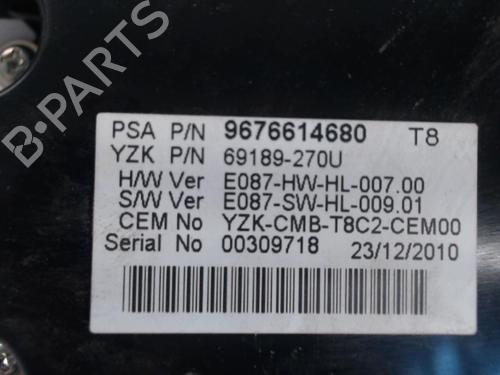 PSA P/N 9676614680 T8
YZK P/N 69189-270U
H/W Ver E087-HW-HL-007.00
S/W Ver E087-SW-HL-009.01
CEM No YZK-CMB-T8C2-CEM00
Serial No 00309718 23/12/2010
B-PARTS